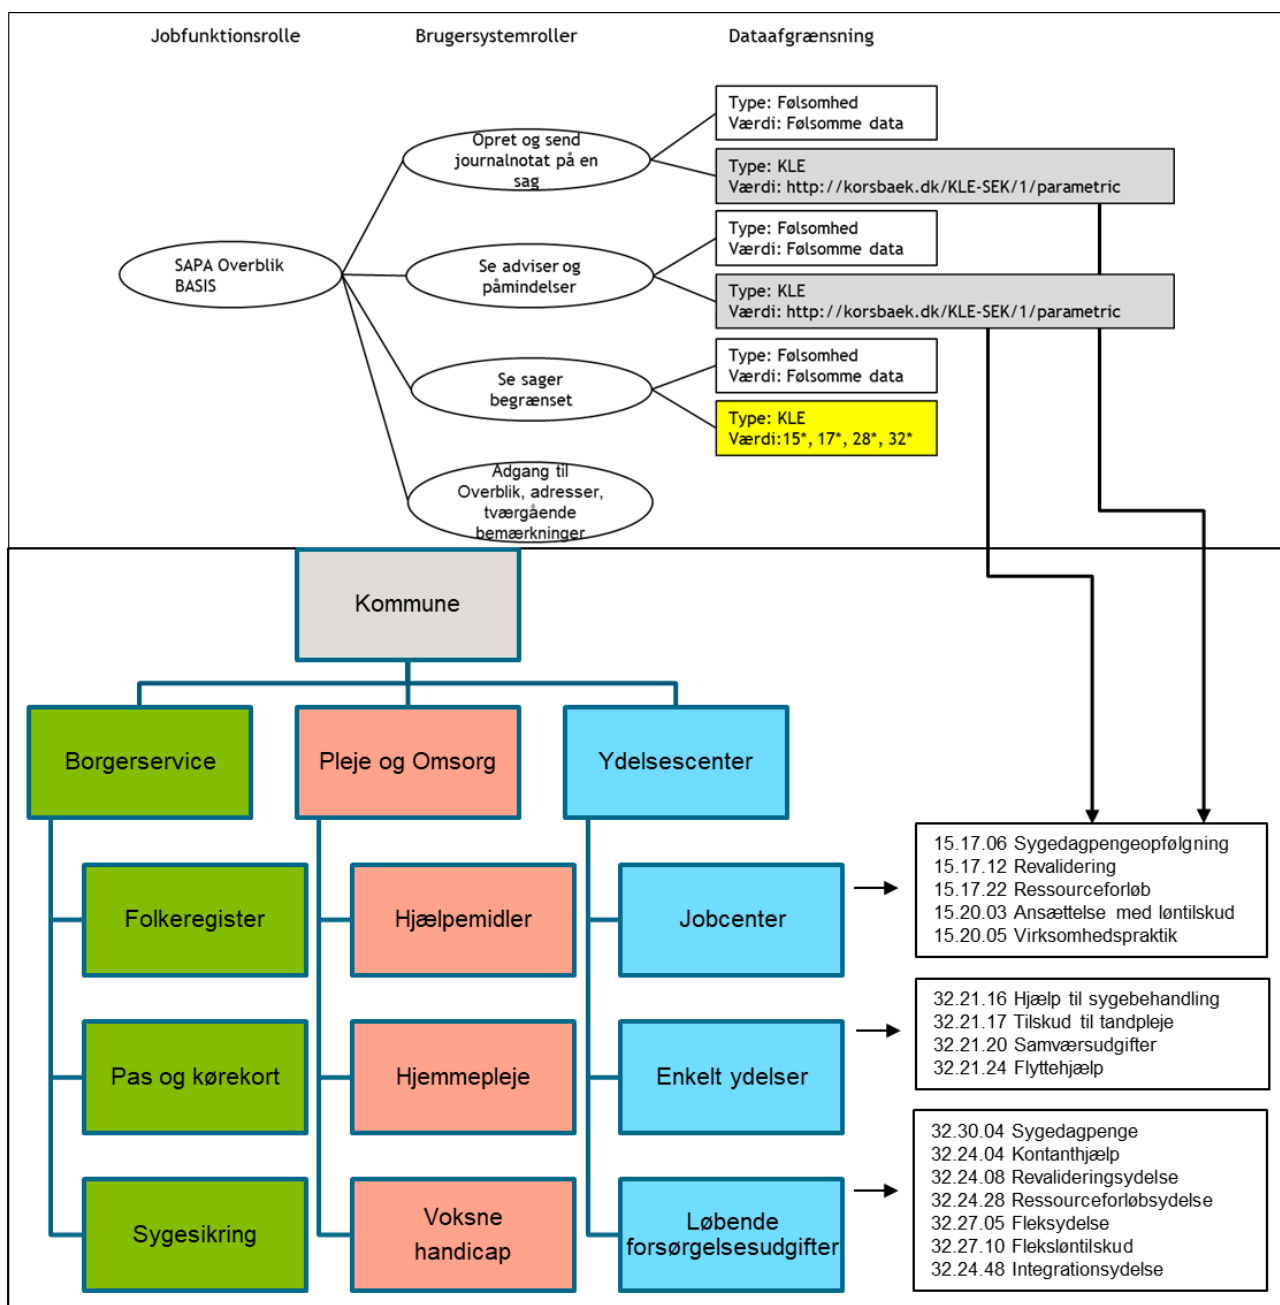 Jobfunktionsrolle
Brugersystemroller
Dataafgrænsning
SAPA Overblik
BASIS
Opret og send
journalnotat på en
sag
Type: Følsomhed
Værdi: Følsomme data
Type: KLE
Værdi: http://korsbaek.dk/KLE-SEK/1/parametric
Se adviser og
påmindelser
Type: Følsomhed
Værdi: Følsomme data
Type: KLE
Værdi: http://korsbaek.dk/KLE-SEK/1/parametric
Se sager
begrænset
Type: Følsomhed
Værdi: Følsomme data
Type: KLE
Værdi:15*, 17*, 28*, 32*
Adgang til
Overblik, adresser,
tværgående
bemærkninger
Kommune
Borgerservice
Pleje og Omsorg
Ydelsescenter
Folkeregister
Hjælpemidler
Jobcenter
15.17.06 Sygedagpengeopfølgning
15.17.12 Revalidering
15.17.22 Ressourceforløb
15.20.03 Ansættelse med løntilskud
15.20.05 Virksomhedspraktik
Pas og kørekort
Hjemmepleje
Enkelt ydelser
32.21.16 Hjælp til sygebehandling
32.21.17 Tilskud til tandpleje
32.21.20 Samværsudgifter
32.21.24 Flyttehjælp
Sygesikring
Voksne
handicap
Løbende
forsørgelsesudgifter
32.30.04 Sygedagpenge
32.24.04 Kontanthjælp
32.24.08 Revalideringsydelse
32.24.28 Ressourceforløbsydelse
32.27.05 Fleksydelse
32.27.10 Fleksløntilskud
32.24.48 Integrationsydelse